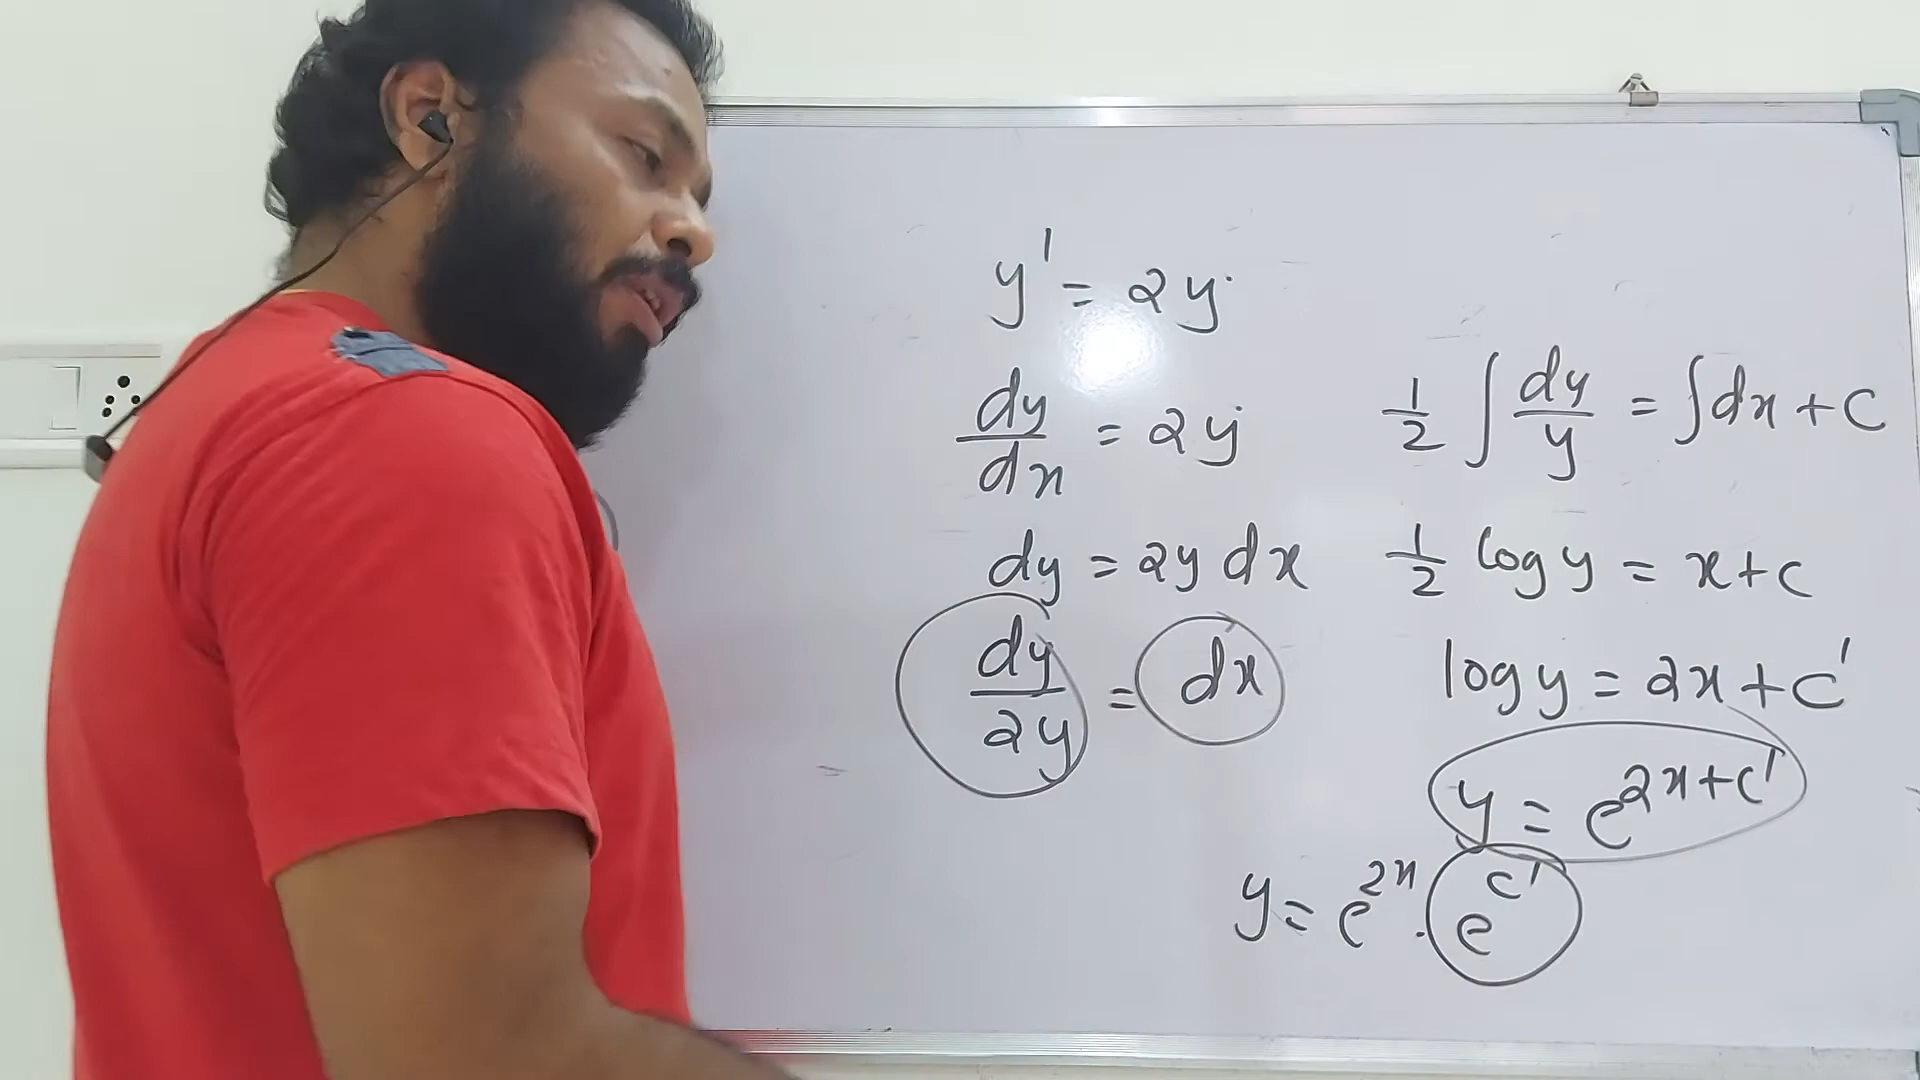 y' = 2y
dy/dx = 2y
dy = 2y dx
dy/2y = dx
1/2 ∫ dy/y = ∫dx + C
1/2 log y = x + c
log y = 2x + C'
y = e^{2x+c'}
y = e^{2x} . e^{c'}